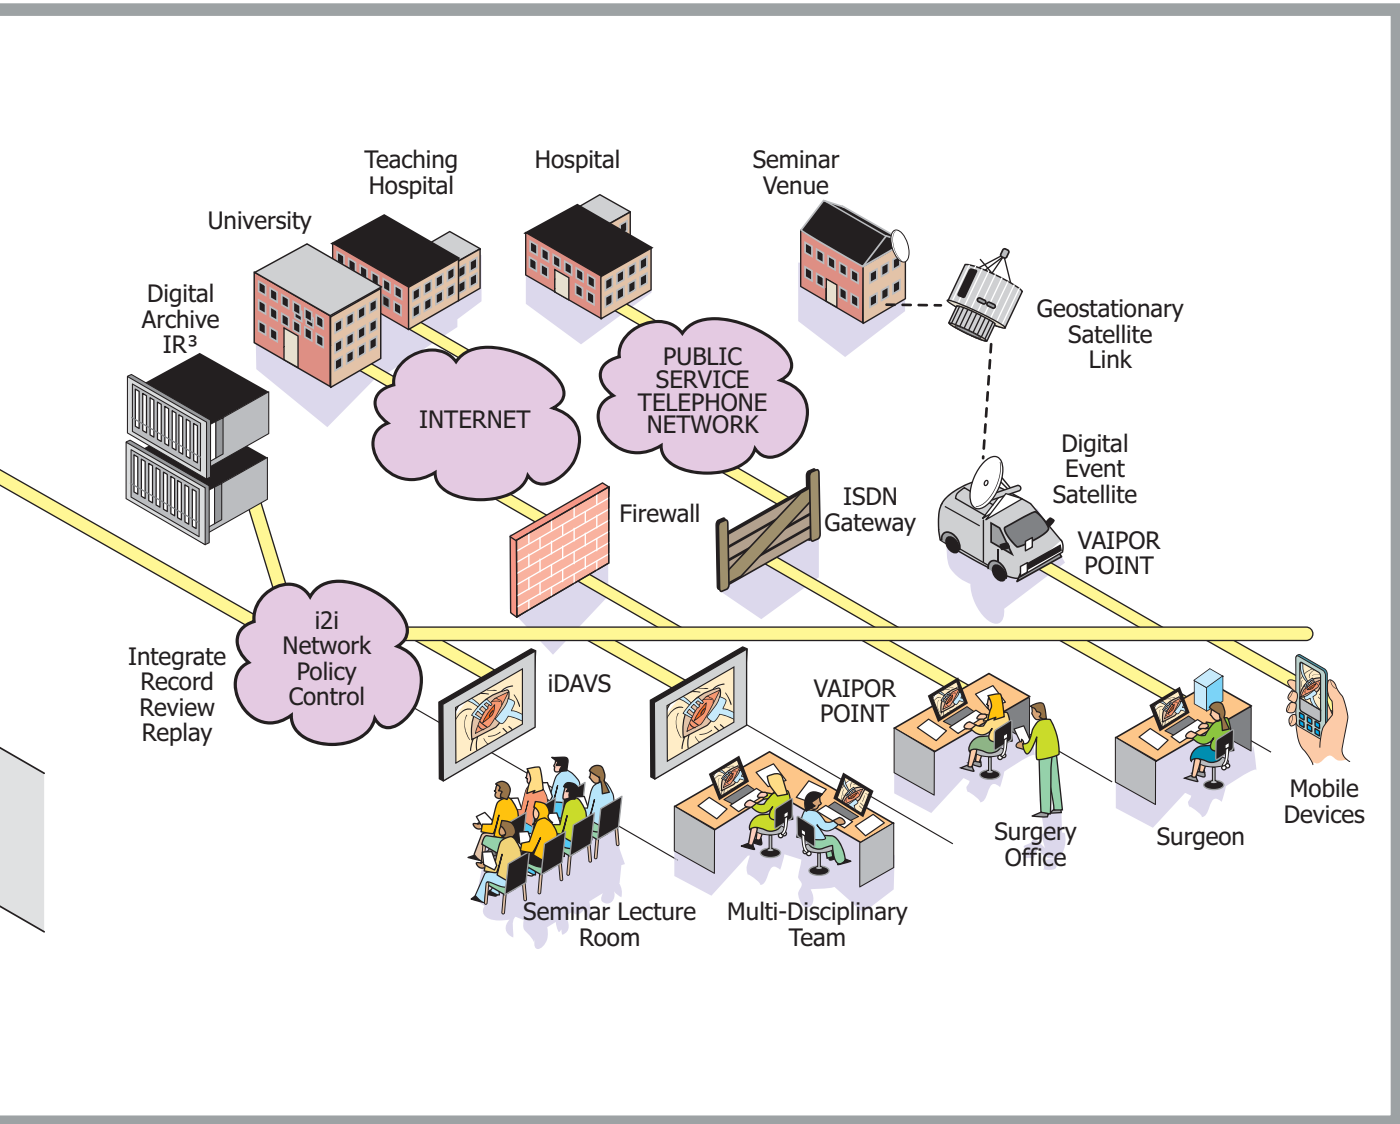 Teaching
Hospital
Hospital
Seminar
Venue
University
Digital
Archive
IR³
Geostationary
Satellite
Link
PUBLIC
SERVICE
TELEPHONE
NETWORK
INTERNET
Digital
Event
Satellite
Firewall
ISDN
Gateway
VAIPOR
POINT
i2i
Network
Policy
Control
Integrate
Record
Review
Replay
iDAVS
VAIPOR
POINT
Mobile
Devices
Surgery
Office
Surgeon
Seminar Lecture
Room
Multi-Disciplinary
Team